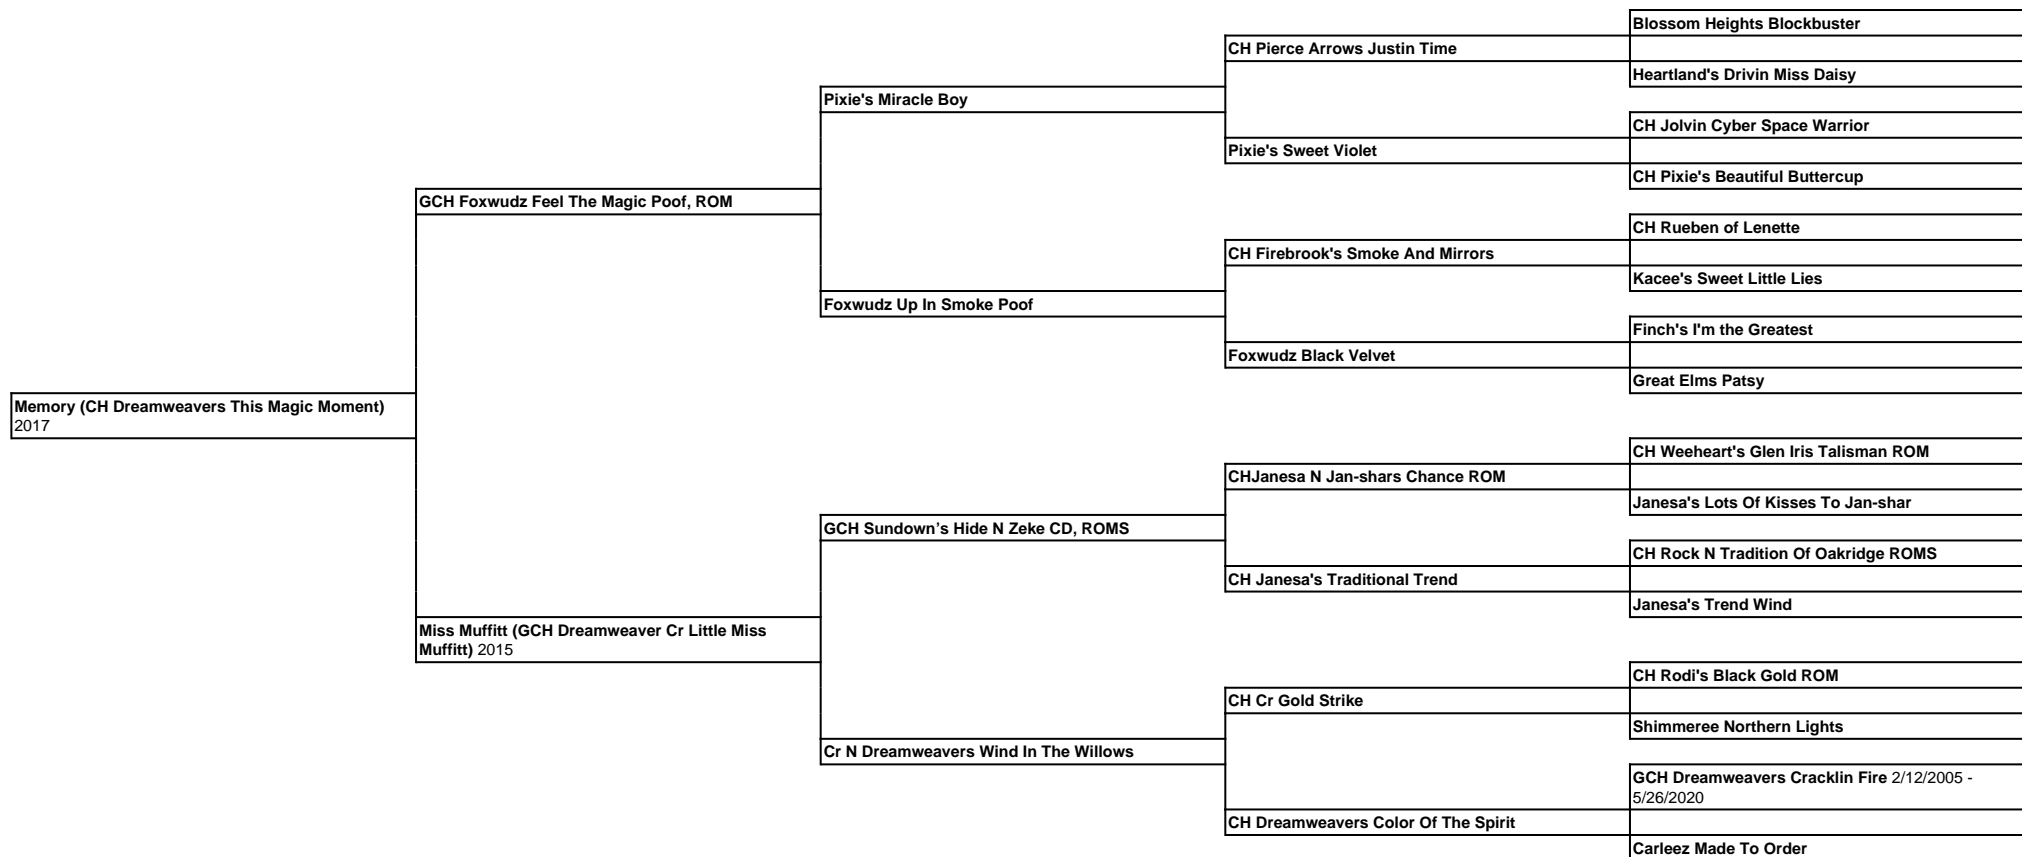 Blossom Heights Blockbuster
CH Pierce Arrows Justin Time
Heartland's Drivin Miss Daisy
Pixie's Miracle Boy
CH Jolvin Cyber Space Warrior
Pixie's Sweet Violet
CH Pixie's Beautiful Buttercup
GCH Foxwudz Feel The Magic Poof, ROM
CH Rueben of Lenette
CH Firebrook's Smoke And Mirrors
Kacee's Sweet Little Lies
Foxwudz Up In Smoke Poof
Finch's I'm the Greatest
Foxwudz Black Velvet
Great Elms Patsy
Memory (CH Dreamweavers This Magic Moment)
2017
CH Weeheart's Glen Iris Talisman ROM
CHJanesa N Jan-shars Chance ROM
Janesa's Lots Of Kisses To Jan-shar
GCH Sundown’s Hide N Zeke CD, ROMS
CH Rock N Tradition Of Oakridge ROMS
CH Janesa's Traditional Trend
Janesa's Trend Wind
Miss Muffitt (GCH Dreamweaver Cr Little Miss
Muffitt) 2015
CH Rodi's Black Gold ROM
CH Cr Gold Strike
Shimmeree Northern Lights
Cr N Dreamweavers Wind In The Willows
GCH Dreamweavers Cracklin Fire 2/12/2005 -
5/26/2020
CH Dreamweavers Color Of The Spirit
Carleez Made To Order